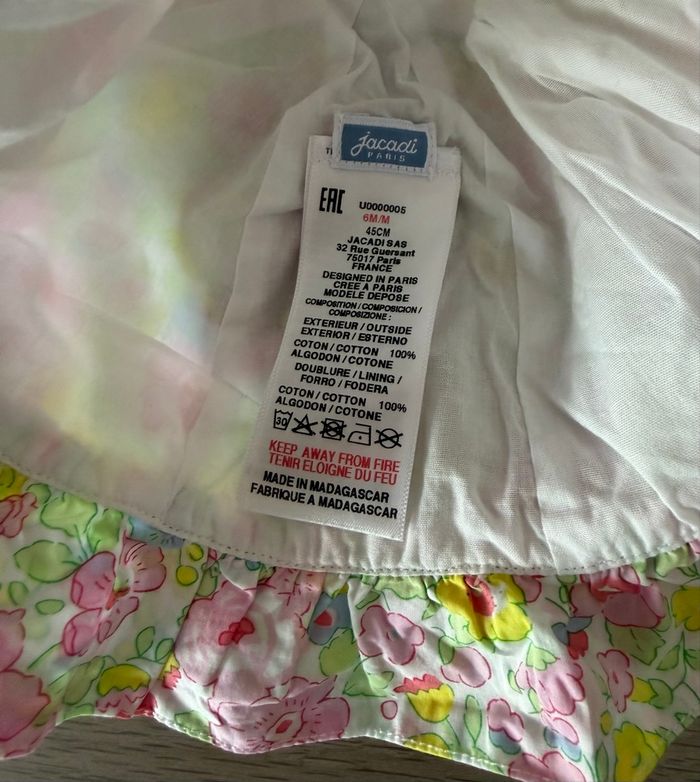 jacadi
PARIS
EAC
U0000005
6M/M
45CM
JACADI SAS
32 Rue Guersant
75017 Paris
FRANCE
DESIGNED IN PARIS
CREE A PARIS
MODELE DEPOSE
COMPOSITION / COMPOSICION /
COMPOSIZIONE :
EXTERIEUR / OUTSIDE
EXTERIOR / ESTERNO
COTON / COTTON 100%
ALGODON / COTONE
DOUBLURE / LINING /
FORRO / FODERA
COTON / COTTON 100%
ALGODON / COTONE
30
KEEP AWAY FROM FIRE
TENIR ELOIGNE DU FEU
MADE IN MADAGASCAR
FABRIQUE A MADAGASCAR